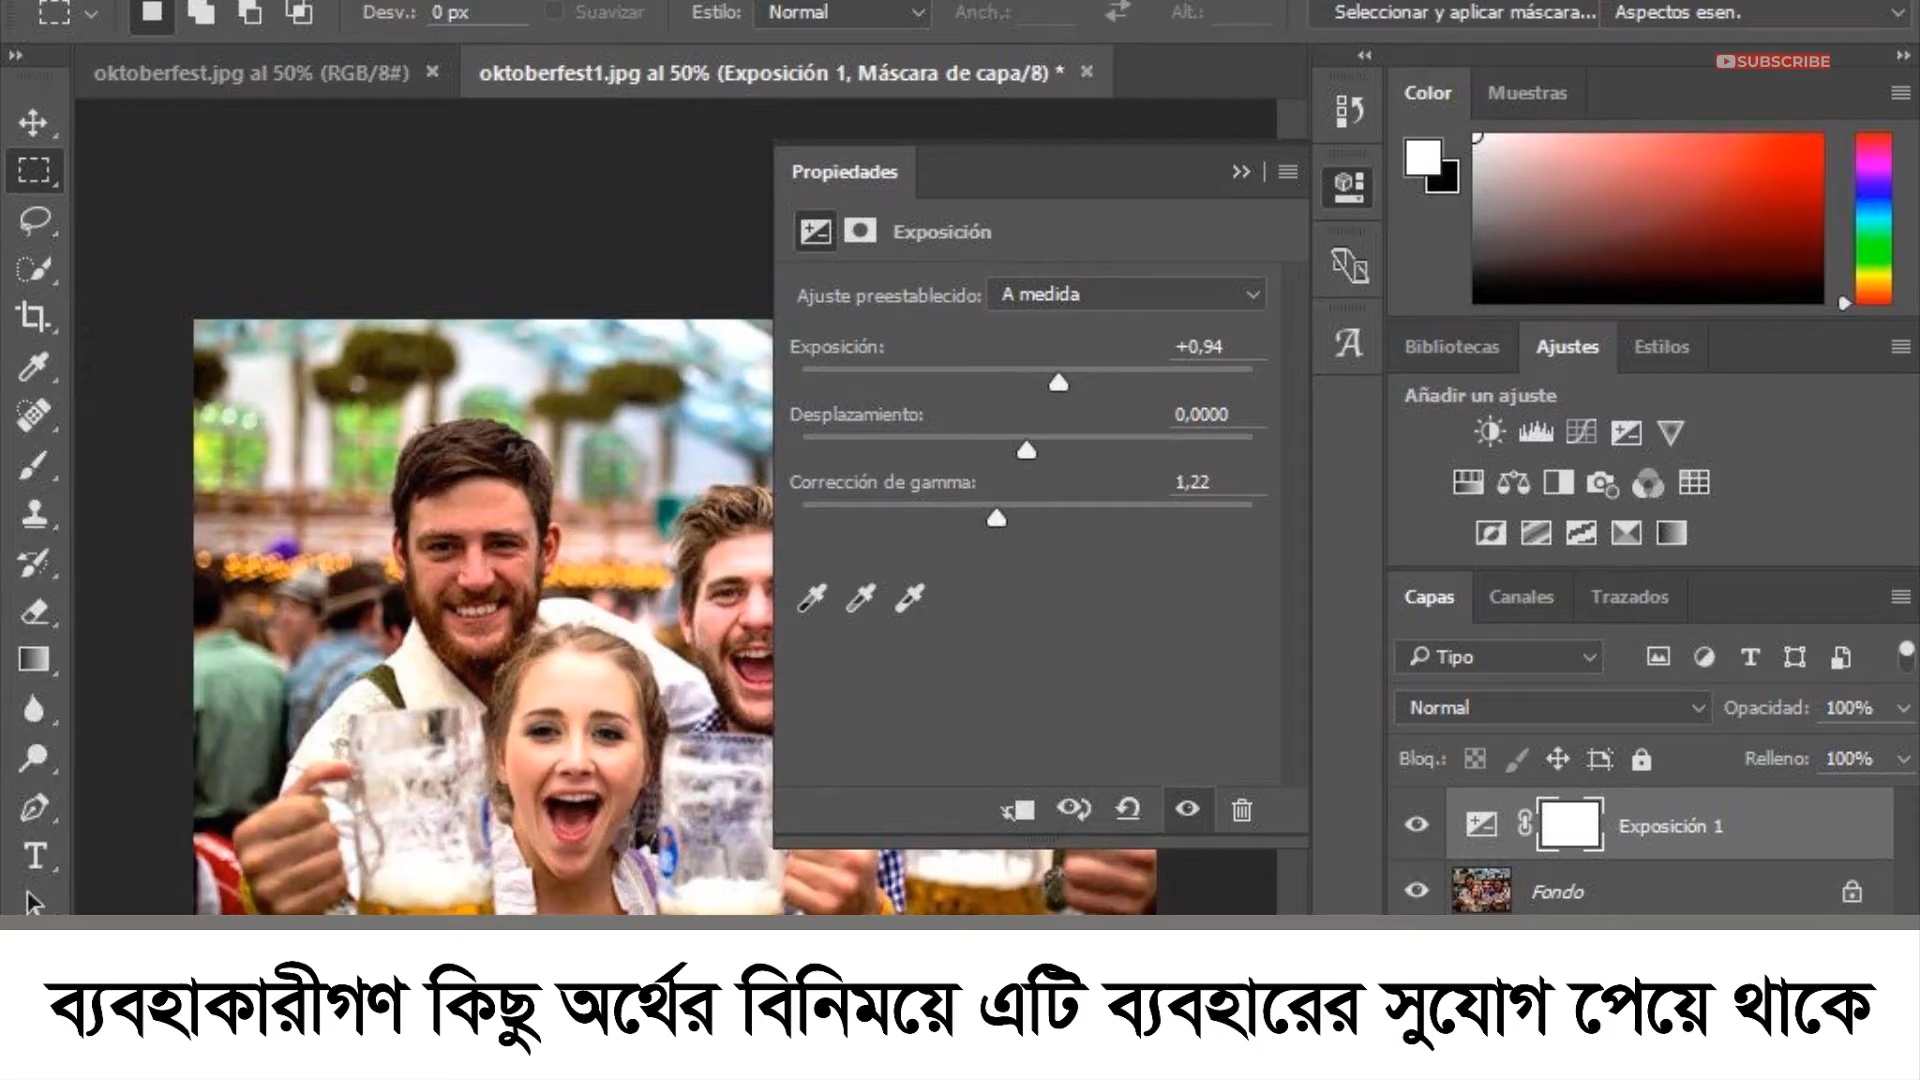 Desv.: 0 px Suavizar Estilo: Normal Anch.: Alt.: Seleccionar y aplicar máscara... Aspectos esen.
oktoberfest.jpg al 50% (RGB/8#) × oktoberfest1.jpg al 50% (Exposición 1, Máscara de capa/8) * ×
SUBSCRIBE
Color Muestras
Propiedades
Exposición
Ajuste preestablecido: A medida
Exposición: +0,94
Desplazamiento: 0,0000
Corrección de gamma: 1,22
Bibliotecas Ajustes Estilos
Añadir un ajuste
Capas Canales Trazados
Tipo
Normal Opacidad: 100%
Bloq.: Relleno: 100%
Exposición 1
Fondo
ব্যবহাকারীগণ কিছু অর্থের বিনিময়ে এটি ব্যবহারের সুযোগ পেয়ে থাকে